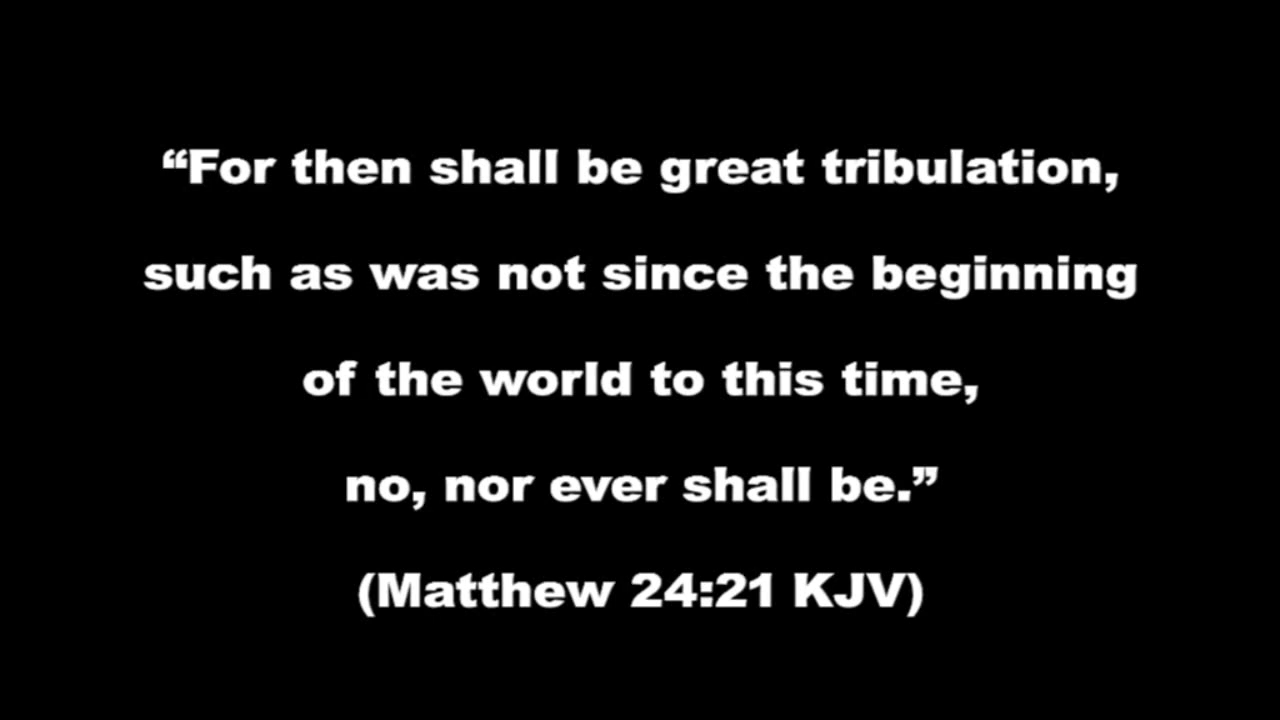 “For then shall be great tribulation,
such as was not since the beginning
of the world to this time,
no, nor ever shall be.”
(Matthew 24:21 KJV)